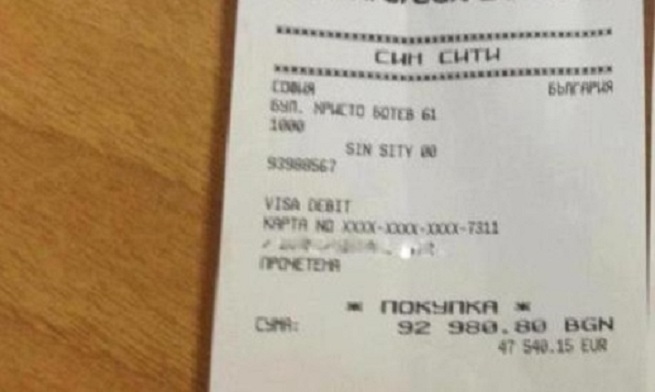 СИН СИТИ
СОФИЯ БЪЛГАРИЯ
БУЛ. ХРИСТО БОТЕВ 61
1000
SIN SITY 00
93988567
VISA DEBIT
КАРТА NO XXXX-XXXX-XXXX-7311
ПРОЧЕТЕНА
* ПОКУПКА *
СУМА: 92 980.80 BGN
47 540.15 EUR